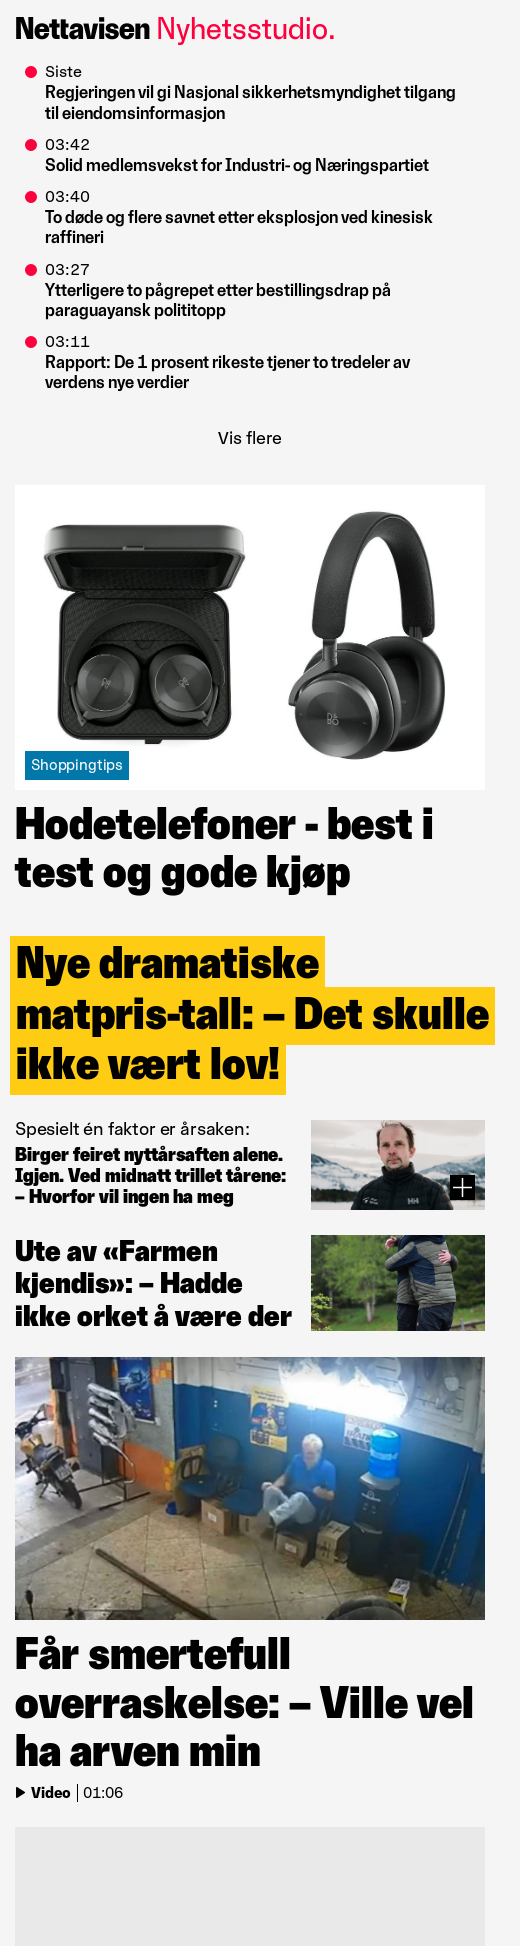 Nettavisen Nyhetsstudio.
Siste
Regjeringen vil gi Nasjonal sikkerhetsmyndighet tilgang
til eiendomsinformasjon
03:42
Solid medlemsvekst for Industri- og Næringspartiet
03:40
To døde og flere savnet etter eksplosjon ved kinesisk
raffineri
03:27
Ytterligere to pågrepet etter bestillingsdrap på
paraguayansk polititopp
03:11
Rapport: De 1 prosent rikeste tjener to tredeler av
verdens nye verdier
Vis flere
B&O
Shoppingtips
Hodetelefoner - best i
test og gode kjøp
Nye dramatiske
matpris-tall: – Det skulle
ikke vært lov!
Spesielt én faktor er årsaken:
Birger feiret nyttårsaften alene.
Igjen. Ved midnatt trillet tårene:
– Hvorfor vil ingen ha meg
HH
Ute av «Farmen
kjendis»: – Hadde
ikke orket å være der
Får smertefull
overraskelse: – Ville vel
ha arven min
Video | 01:06